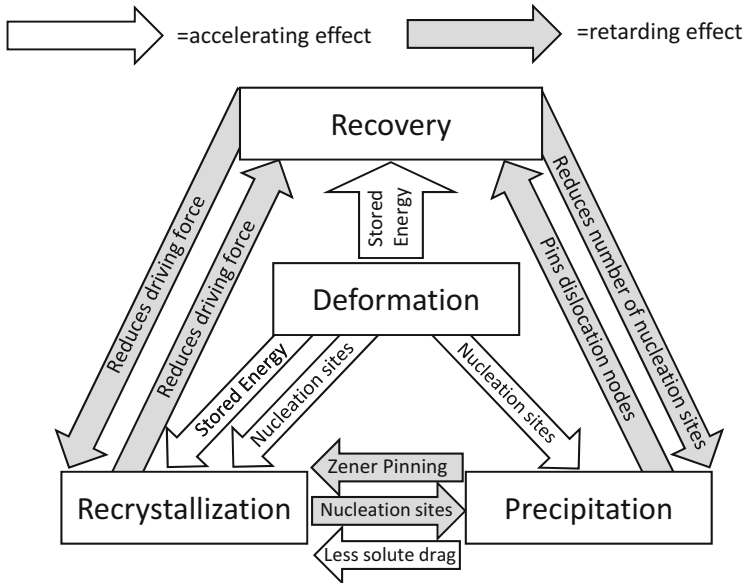 =accelerating effect
=retarding effect
Recovery
Reduces driving force
Reduces driving force
Stored
Energy
Pins dislocation nodes
Reduces number of nucleation sites
Deformation
Stored Energy
Nucleation sites
Nucleation sites
Zener Pinning
Recrystallization
Nucleation sites
Precipitation
Less solute drag